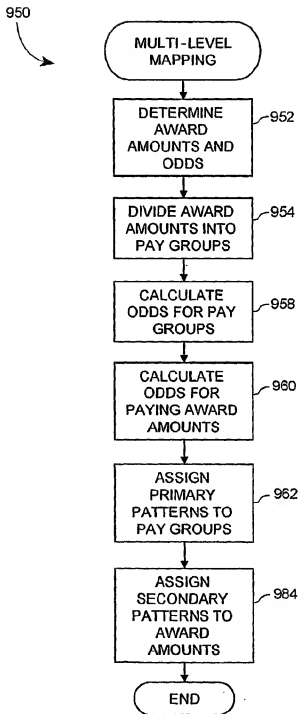 950
MULTI-LEVEL
MAPPING
DETERMINE
AWARD
AMOUNTS AND
ODDS
952
DIVIDE AWARD
AMOUNTS INTO
PAY GROUPS
954
CALCULATE
ODDS FOR PAY
GROUPS
958
CALCULATE
ODDS FOR
PAYING AWARD
AMOUNTS
960
ASSIGN
PRIMARY
PATTERNS TO
PAY GROUPS
962
ASSIGN
SECONDARY
PATTERNS TO
AWARD
AMOUNTS
984
END